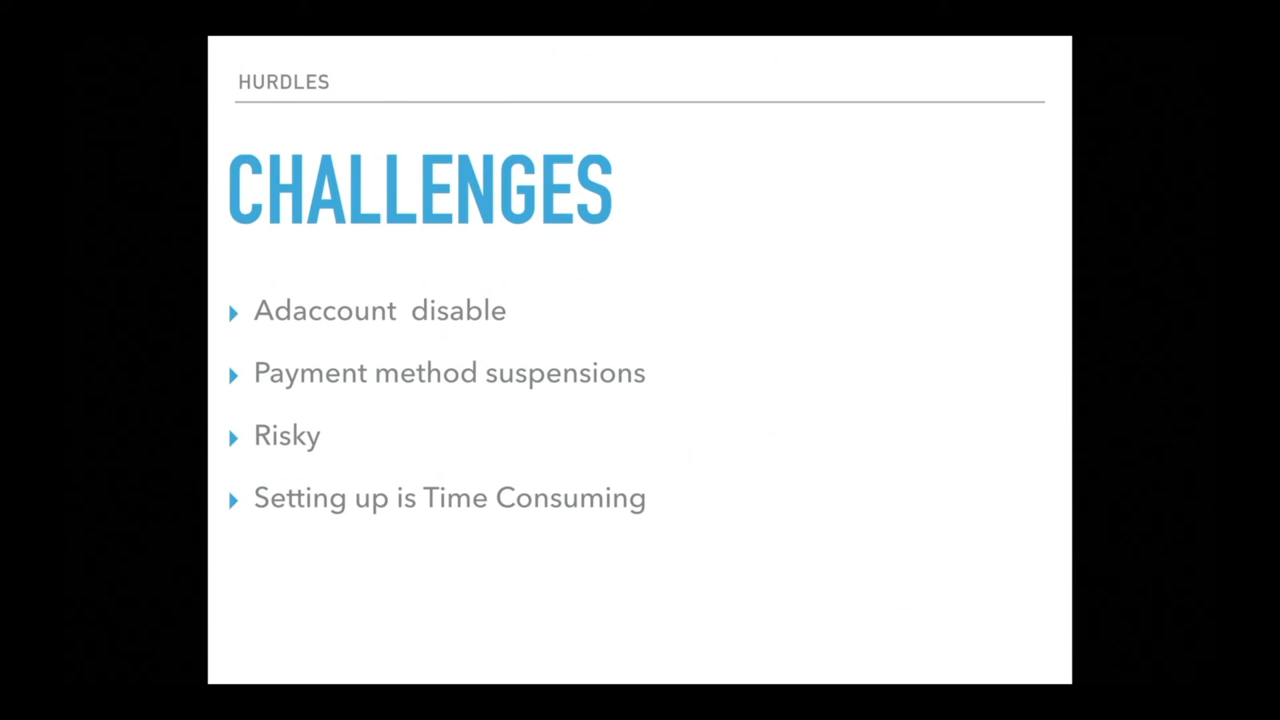 HURDLES
CHALLENGES
Adaccount disable
Payment method suspensions
Risky
Setting up is Time Consuming